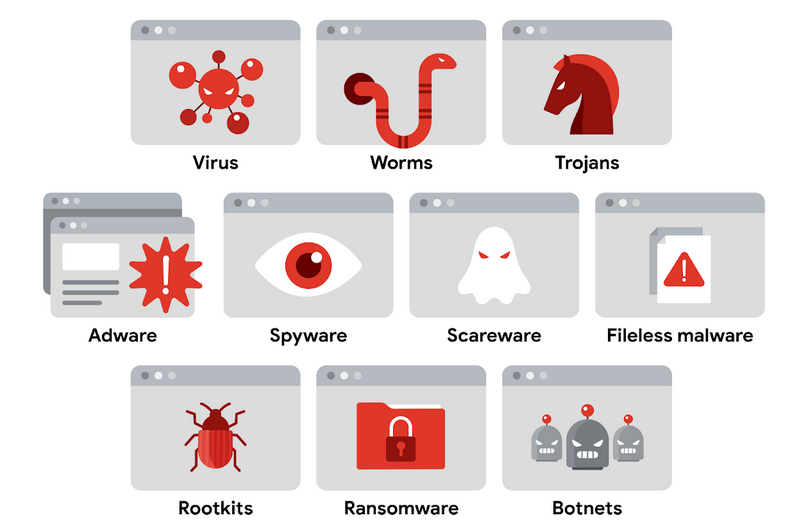 Virus
Worms
Trojans
Adware
Spyware
Scareware
Fileless malware
Rootkits
Ransomware
Botnets